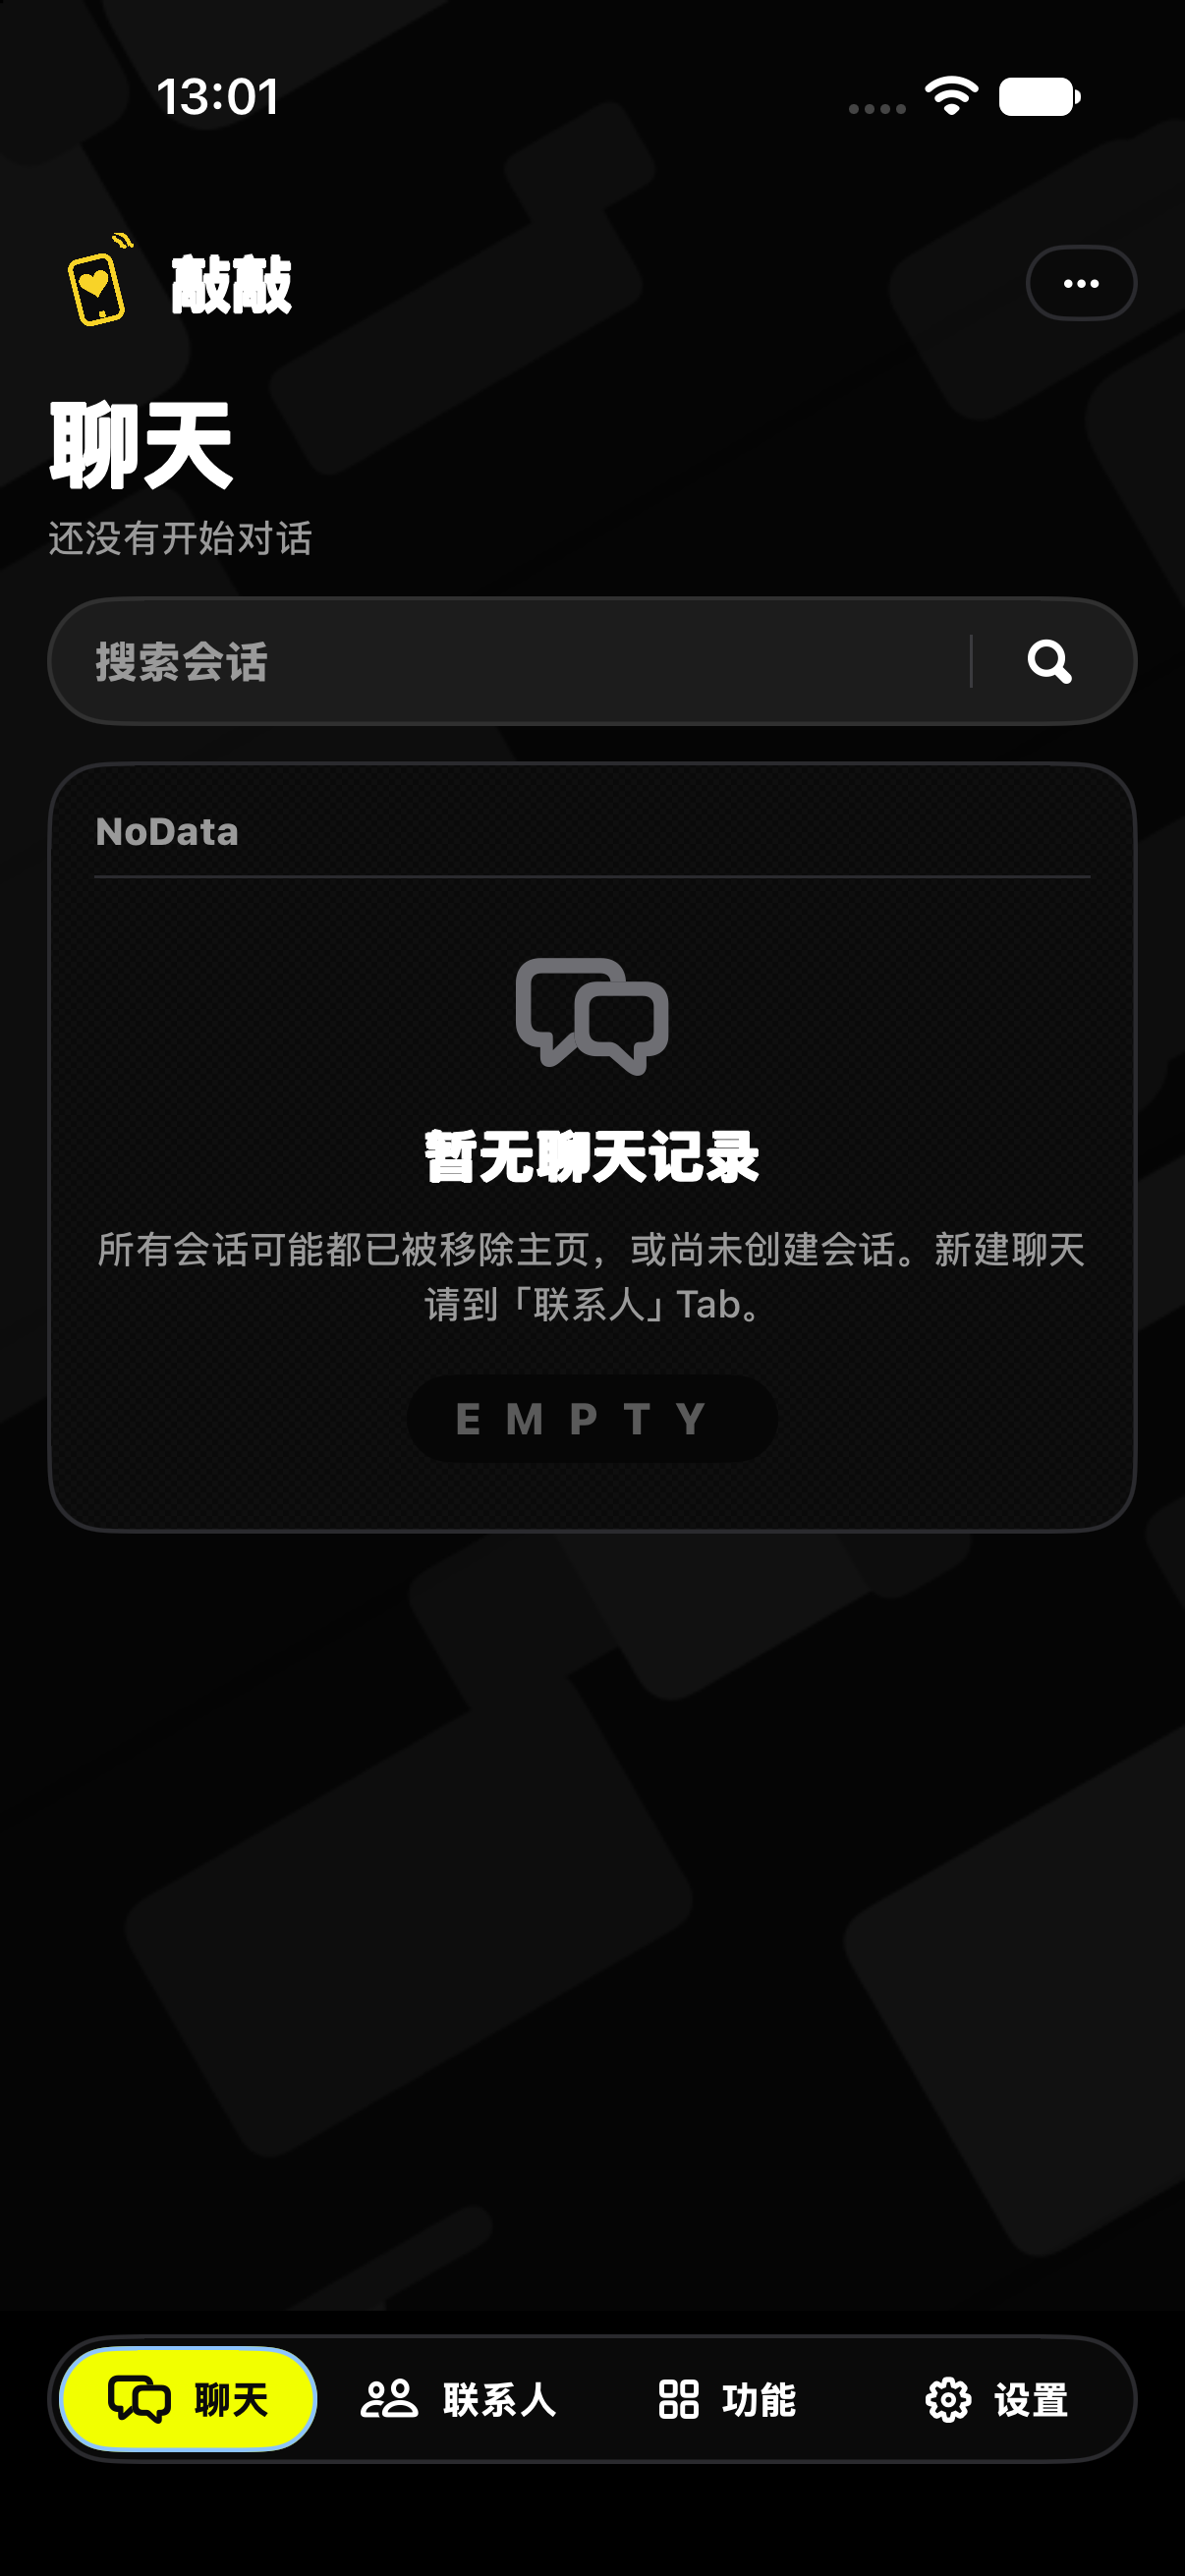 13:01
敲敲
聊天
还没有开始对话
搜索会话
NoData
暂无聊天记录
所有会话可能都已被移除主页，或尚未创建会话。新建聊天
请到「联系人」Tab。
EMPTY
聊天 联系人 功能 设置